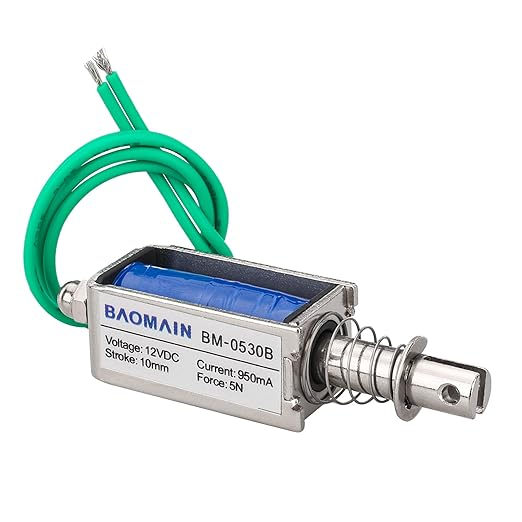 BAOMAIN BM-0530B
Voltage: 12VDC Current: 950mA
Stroke: 10mm Force: 5N